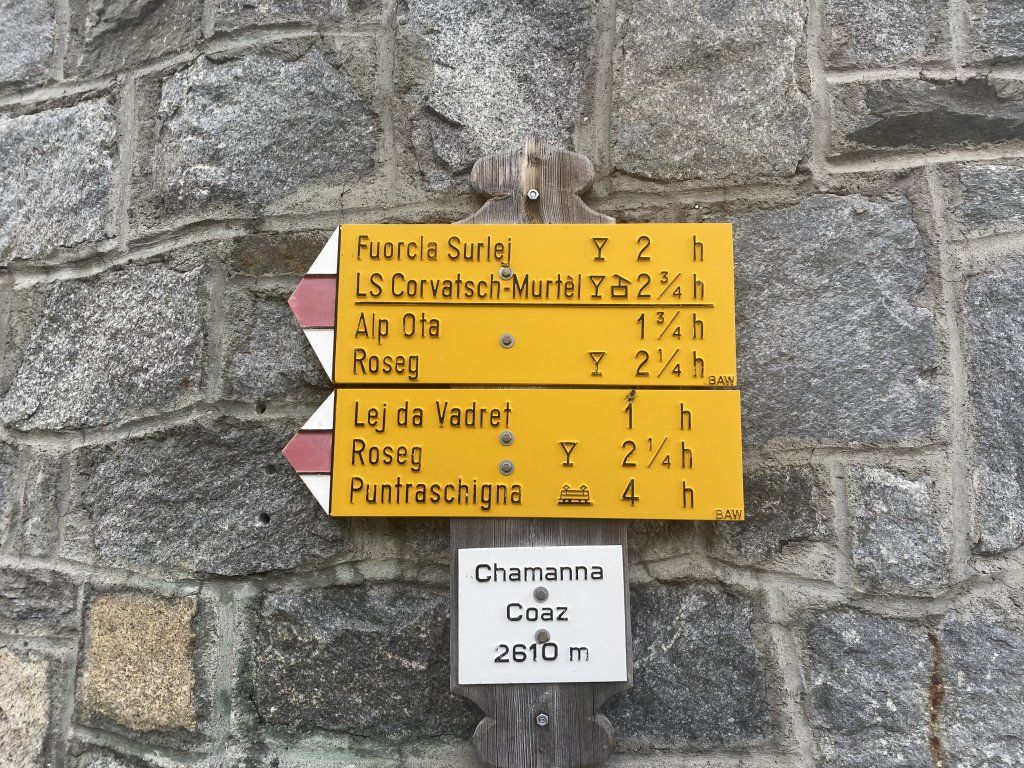 Fuorcla Surlej 2 h
LS Corvatsch-Murtèl 2 3/4 h
Alp Ota 1 3/4 h
Roseg 2 1/4 h
BAW
Lej da Vadret 1 h
Roseg 2 1/4 h
Puntraschigna 4 h
BAW
Chamanna
Coaz
2610 m